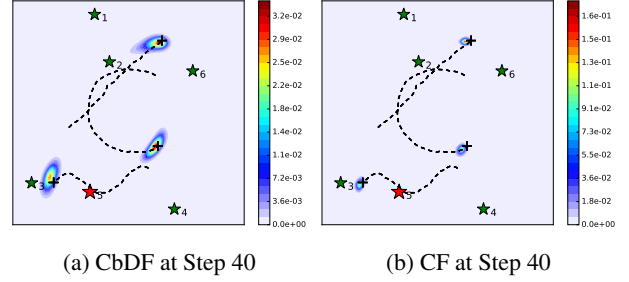 1
2
6
3
5
4
3.2e-02
2.8e-02
2.5e-02
2.2e-02
1.8e-02
1.4e-02
1.1e-02
7.2e-03
3.6e-03
0.0e+00
1
2
6
3
5
4
1.6e-01
1.5e-01
1.3e-01
1.1e-01
9.1e-02
7.3e-02
5.5e-02
3.6e-02
1.8e-02
0.0e+00
(a) CbDF at Step 40
(b) CF at Step 40